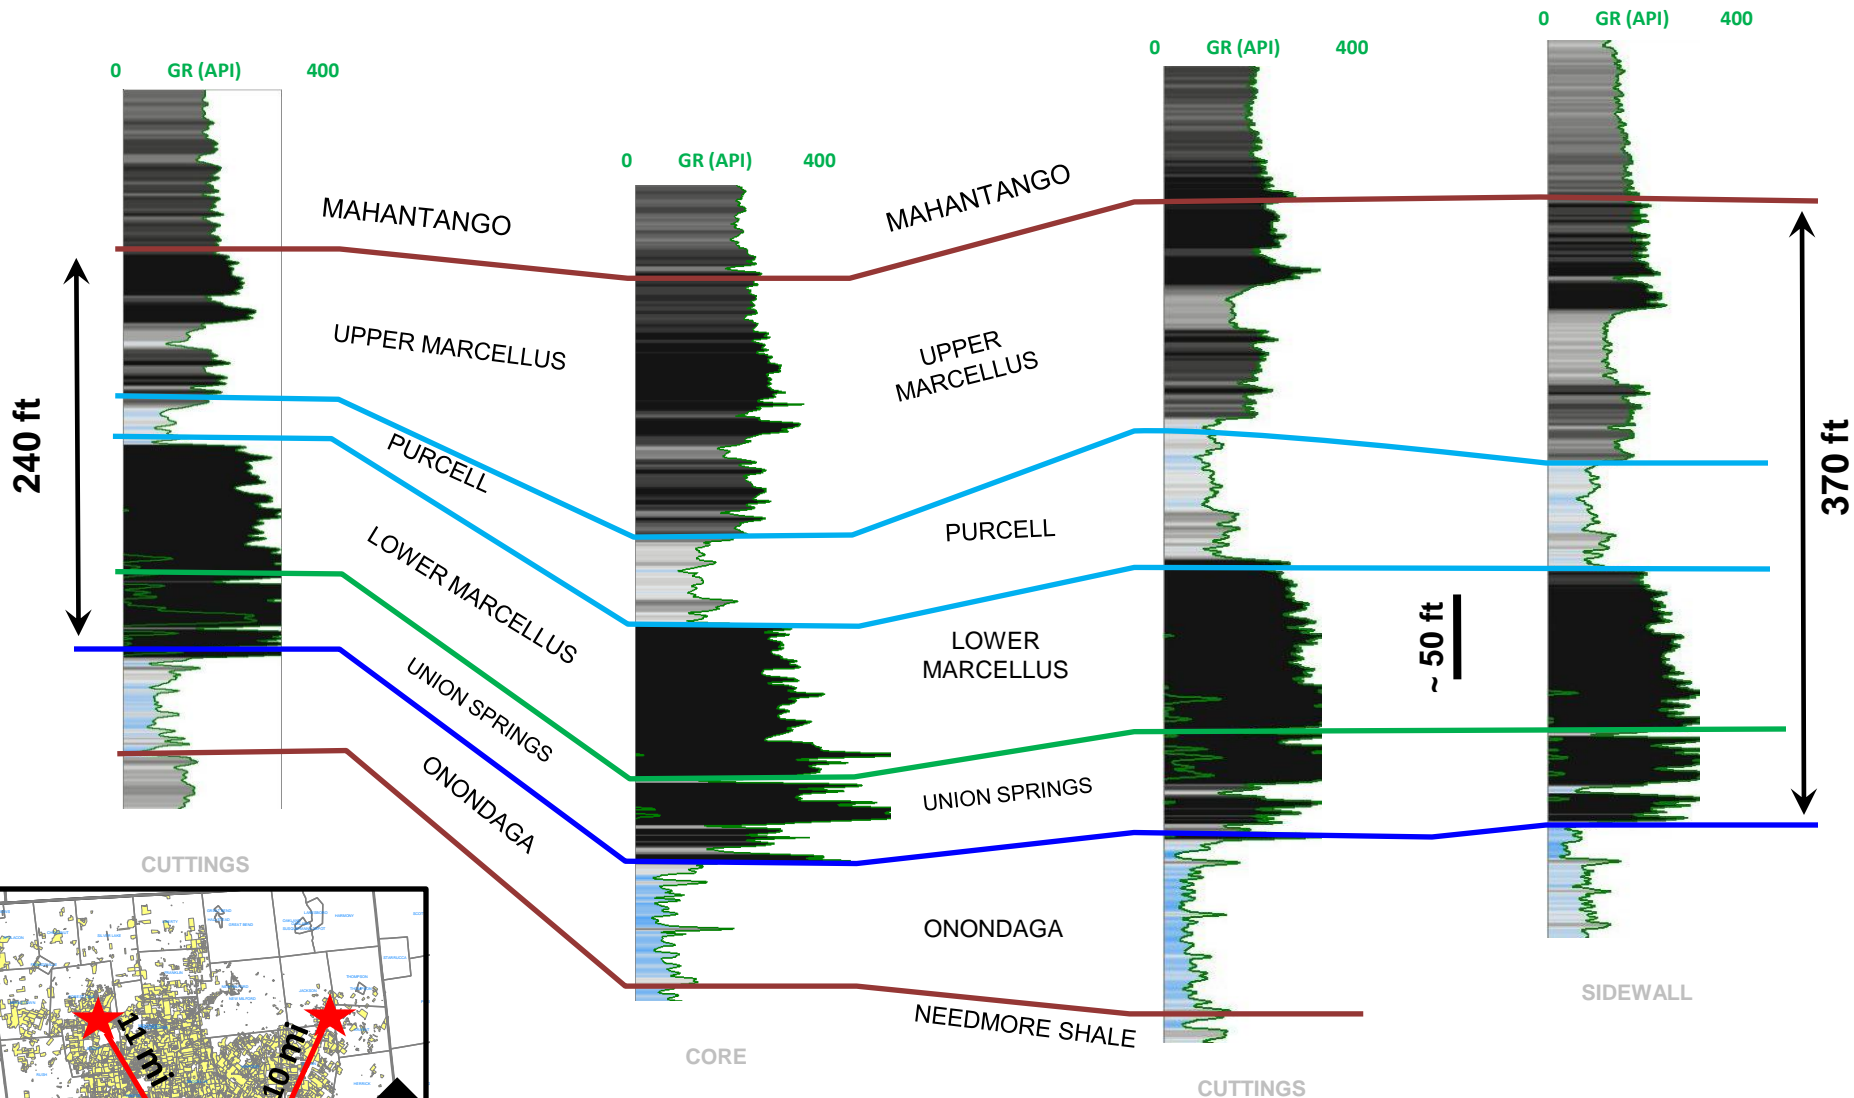 0 GR (API) 400
0 GR (API) 400
0 GR (API) 400
0 GR (API) 400
MAHANTANGO
MAHANTANGO
UPPER MARCELLUS
UPPER
MARCELLUS
240 ft
370 ft
PURCELL
PURCELL
LOWER MARCELLUS
LOWER
MARCELLUS
~ 50 ft
UNION SPRINGS
UNION SPRINGS
ONONDAGA
ONONDAGA
NEEDMORE SHALE
CUTTINGS
CORE
CUTTINGS
SIDEWALL
11 mi
10 mi